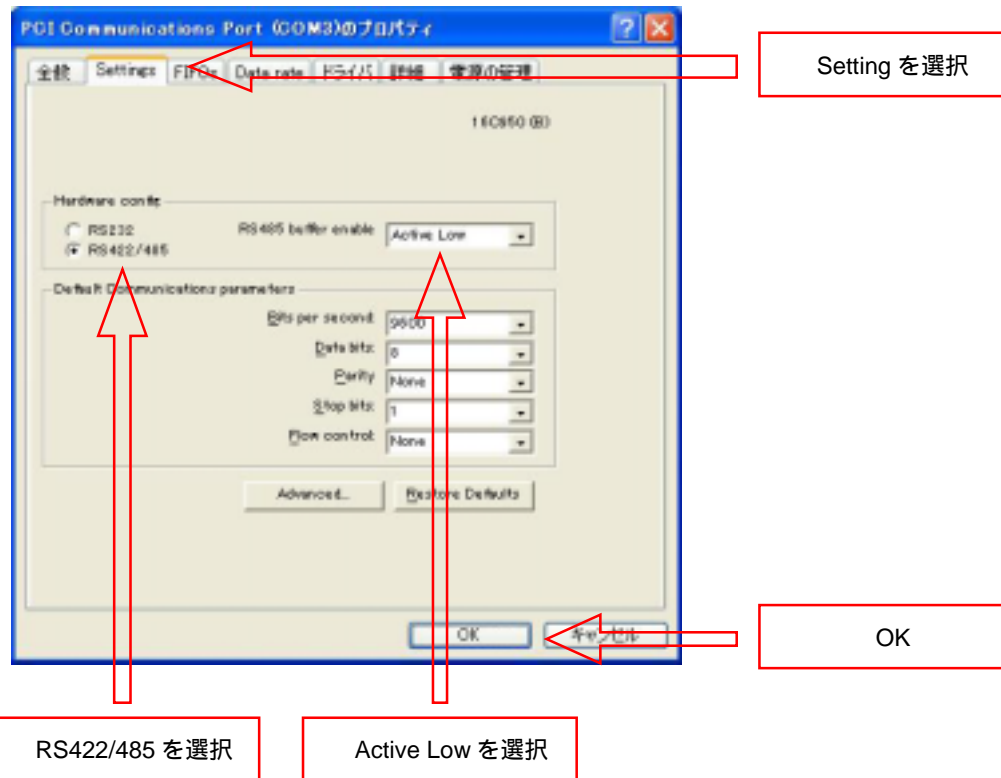 PCI Communications Port (COM3)のプロパティ
全般 Settings FIFOs Data rate ドライバ 詳細 電源の管理
Setting を選択
16C950 (B)
Hardware config
RS232
RS422/485
RS485 buffer enable Active Low
Default Communications parameters
Bits per second: 9600
Data bits: 8
Parity None
Stop bits: 1
Flow control: None
Advanced... Restore Defaults
OK キャンセル
OK
RS422/485 を選択
Active Low を選択